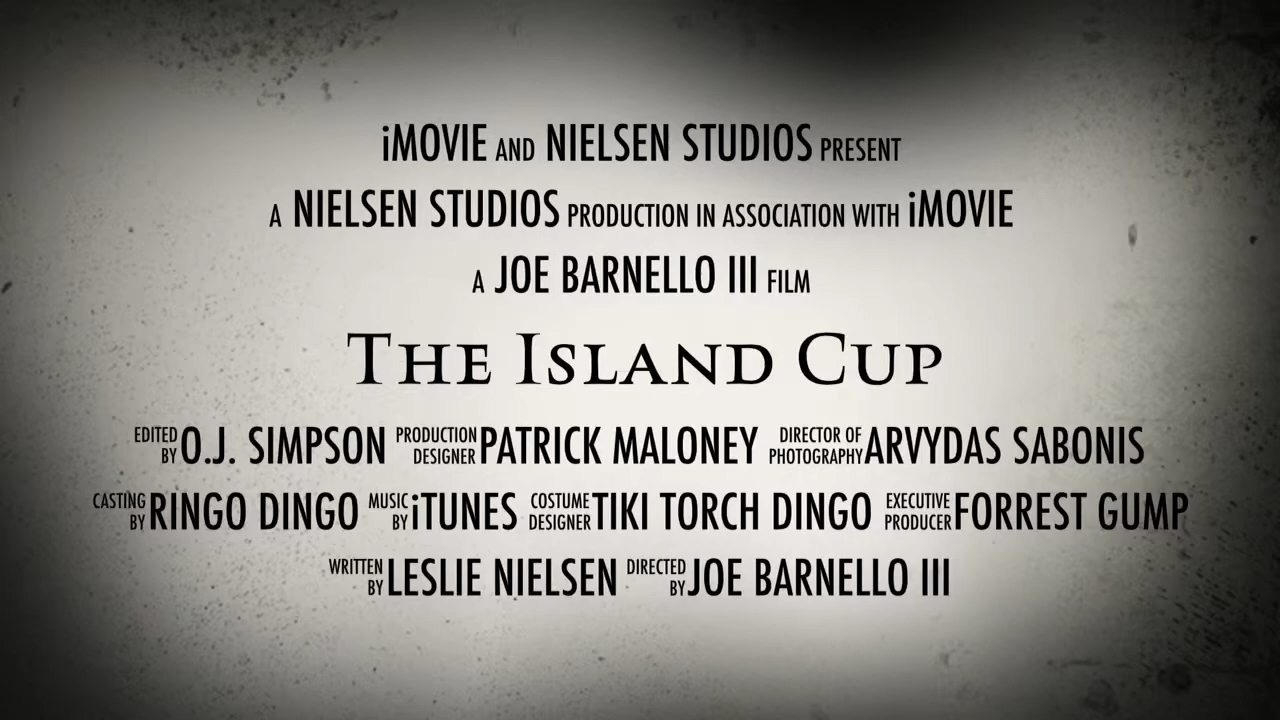 iMOVIE AND NIELSEN STUDIOS PRESENT
A NIELSEN STUDIOS PRODUCTION IN ASSOCIATION WITH iMOVIE
A JOE BARNELLO III FILM
THE ISLAND CUP
EDITED BY O.J. SIMPSON PRODUCTION DESIGNER PATRICK MALONEY DIRECTOR OF PHOTOGRAPHY ARVYDAS SABONIS
CASTING BY RINGO DINGO MUSIC BY iTUNES COSTUME DESIGNER TIKI TORCH DINGO EXECUTIVE PRODUCER FORREST GUMP
WRITTEN BY LESLIE NIELSEN DIRECTED BY JOE BARNELLO III